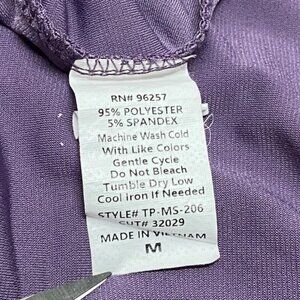 RN# 96257
95% POLYESTER
5% SPANDEX
Machine Wash Cold
With Like Colors
Gentle Cycle
Do Not Bleach
Tumble Dry Low
Cool iron If Needed
STYLE# TP-MS-206
CUT# 32029
MADE IN VIETNAM
M